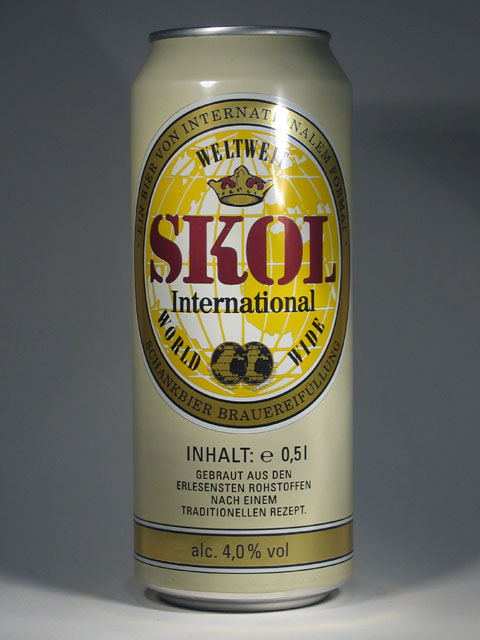 · EIN BIER VON INTERNATIONALEM FORMAT ·
WELTWEIT
SKOL
International
WORLD WIDE
SCHANKBIER BRAUEREIFÜLLUNG
INHALT: ℮ 0,5l
GEBRAUT AUS DEN
ERLESENSTEN ROHSTOFFEN
NACH EINEM
TRADITIONELLEN REZEPT.
alc. 4,0% vol